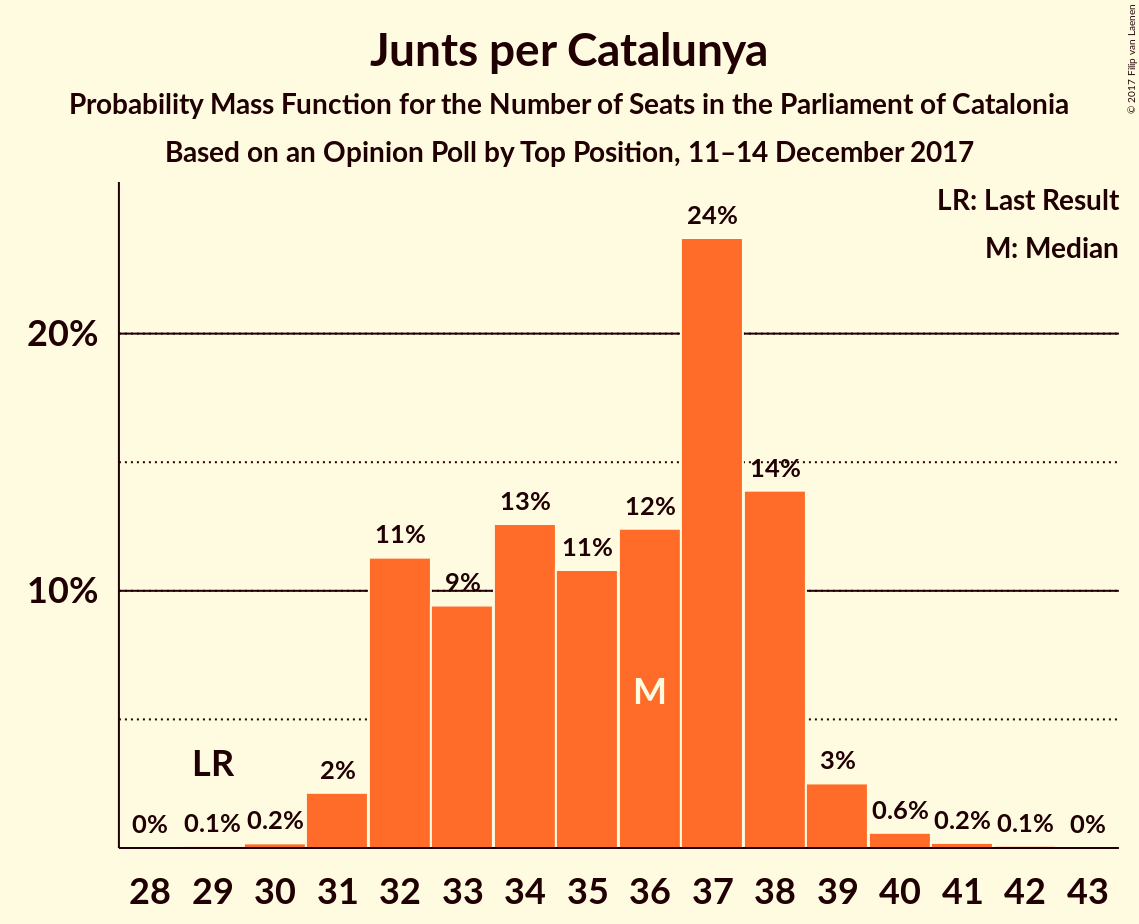 Junts per Catalunya
Probability Mass Function for the Number of Seats in the Parliament of Catalonia
Based on an Opinion Poll by Top Position, 11–14 December 2017
© 2017 Filip van Laenen
LR: Last Result
M: Median
24%
20%
14%
13%
12%
11%
11%
10%
9%
M
LR
2%
3%
0%
0.1%
0.2%
0.6%
0.2%
0.1%
0%
28 29 30 31 32 33 34 35 36 37 38 39 40 41 42 43